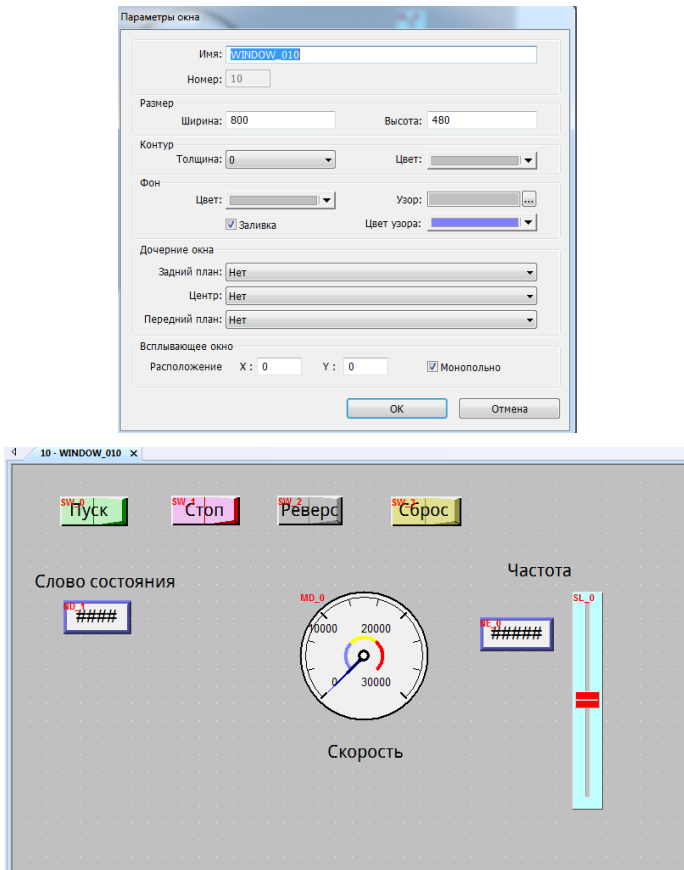 Параметры окна
Имя: WINDOW_010
Номер: 10
Размер
Ширина: 800 Высота: 480
Контур
Толщина: 0 Цвет:
Фон
Цвет: Узор: ...
Заливка Цвет узора:
Дочерние окна
Задний план: Нет
Центр: Нет
Передний план: Нет
Всплывающее окно
Расположение X : 0 Y : 0 Монопольно
OK Отмена
10 - WINDOW_010
SW_0 SW_1 SW_2 SW_3
Пуск Стоп Реверс Сброс
Частота
Слово состояния
MD_0 SL_0
ND_1
#### 
NE_0
#####
10000 20000
0 30000
Скорость